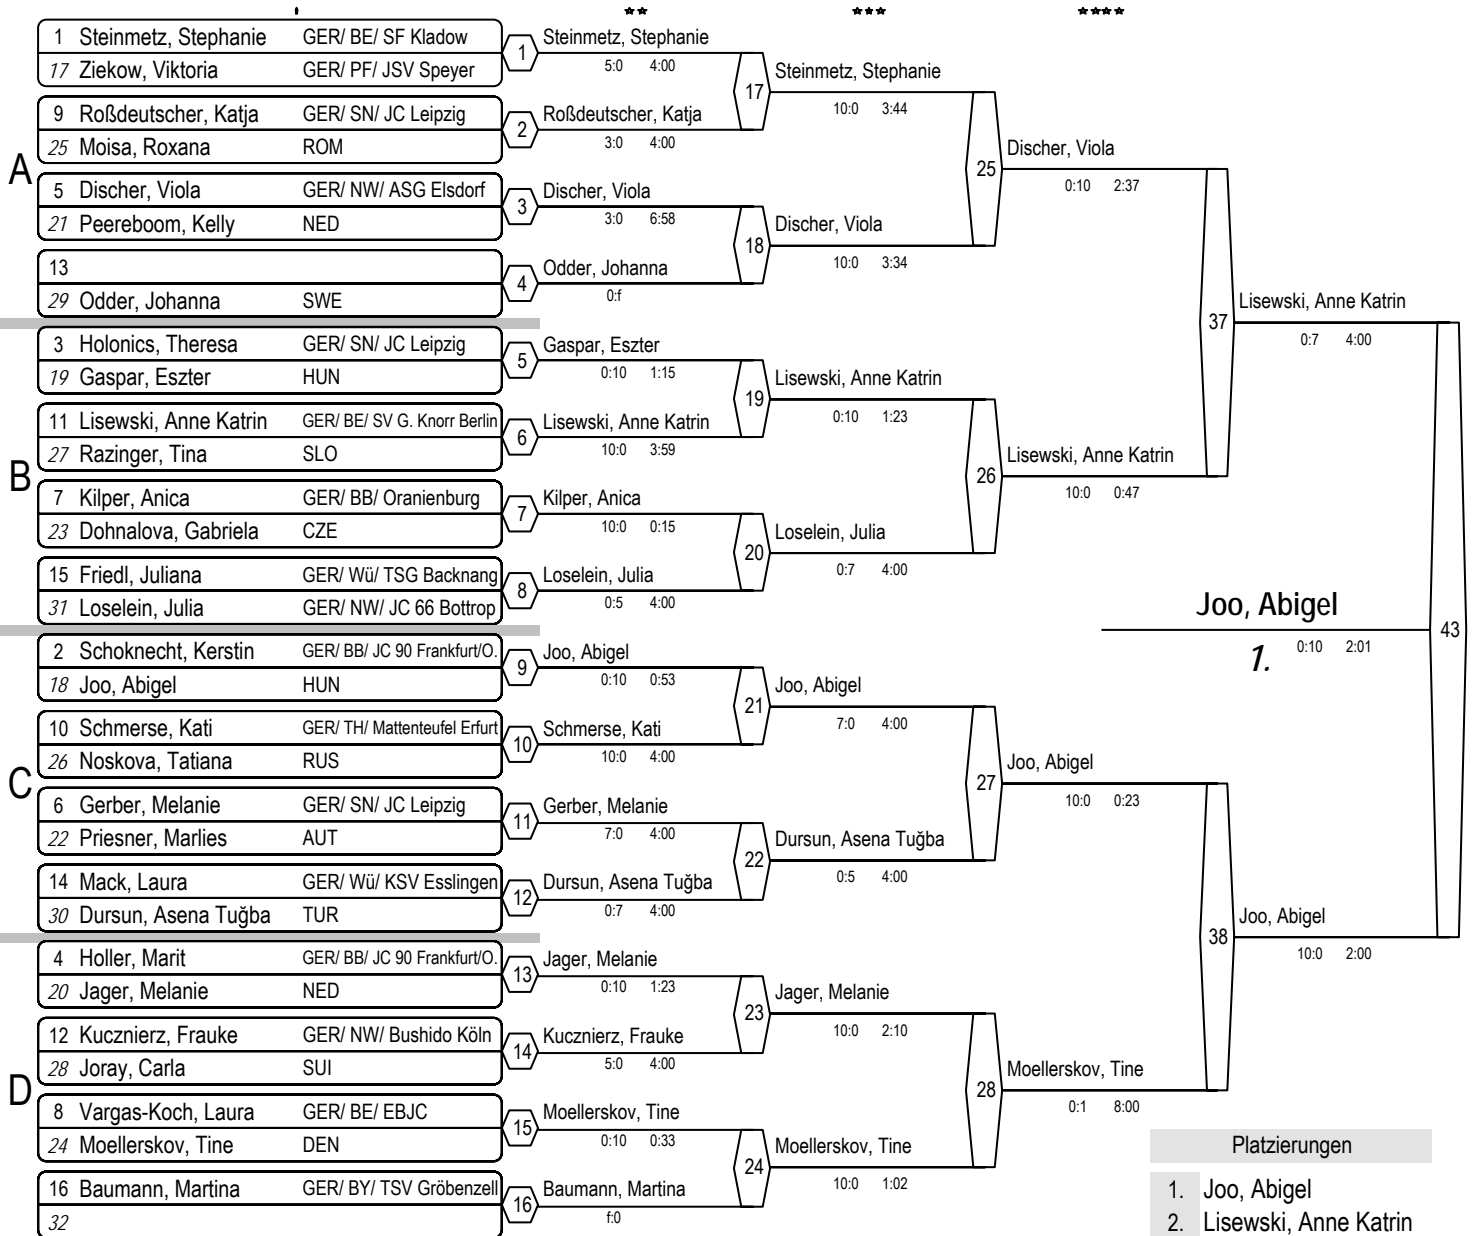 A
1 Steinmetz, Stephanie GER/ BE/ SF Kladow
17 Ziekow, Viktoria GER/ PF/ JSV Speyer
9 Roßdeutscher, Katja GER/ SN/ JC Leipzig
25 Moisa, Roxana ROM
5 Discher, Viola GER/ NW/ ASG Elsdorf
21 Peereboom, Kelly NED
13
29 Odder, Johanna SWE
B
3 Holonics, Theresa GER/ SN/ JC Leipzig
19 Gaspar, Eszter HUN
11 Lisewski, Anne Katrin GER/ BE/ SV G. Knorr Berlin
27 Razinger, Tina SLO
7 Kilper, Anica GER/ BB/ Oranienburg
23 Dohnalova, Gabriela CZE
15 Friedl, Juliana GER/ Wü/ TSG Backnang
31 Loselein, Julia GER/ NW/ JC 66 Bottrop
C
2 Schoknecht, Kerstin GER/ BB/ JC 90 Frankfurt/O.
18 Joo, Abigel HUN
10 Schmerse, Kati GER/ TH/ Mattenteufel Erfurt
26 Noskova, Tatiana RUS
6 Gerber, Melanie GER/ SN/ JC Leipzig
22 Priesner, Marlies AUT
14 Mack, Laura GER/ Wü/ KSV Esslingen
30 Dursun, Asena Tuğba TUR
D
4 Holler, Marit GER/ BB/ JC 90 Frankfurt/O.
20 Jager, Melanie NED
12 Kucznierz, Frauke GER/ NW/ Bushido Köln
28 Joray, Carla SUI
8 Vargas-Koch, Laura GER/ BE/ EBJC
24 Moellerskov, Tine DEN
16 Baumann, Martina GER/ BY/ TSV Gröbenzell
32
1 Steinmetz, Stephanie
5:0 4:00
2 Roßdeutscher, Katja
3:0 4:00
3 Discher, Viola
3:0 6:58
4 Odder, Johanna
0:f
5 Gaspar, Eszter
0:10 1:15
6 Lisewski, Anne Katrin
10:0 3:59
7 Kilper, Anica
10:0 0:15
8 Loselein, Julia
0:5 4:00
9 Joo, Abigel
0:10 0:53
10 Schmerse, Kati
10:0 4:00
11 Gerber, Melanie
7:0 4:00
12 Dursun, Asena Tuğba
0:7 4:00
13 Jager, Melanie
0:10 1:23
14 Kucznierz, Frauke
5:0 4:00
15 Moellerskov, Tine
0:10 0:33
16 Baumann, Martina
f:0
17 Steinmetz, Stephanie
10:0 3:44
18 Discher, Viola
10:0 3:34
19 Lisewski, Anne Katrin
0:10 1:23
20 Loselein, Julia
0:7 4:00
21 Joo, Abigel
7:0 4:00
22 Dursun, Asena Tuğba
0:5 4:00
23 Jager, Melanie
10:0 2:10
24 Moellerskov, Tine
10:0 1:02
25 Discher, Viola
0:10 2:37
26 Lisewski, Anne Katrin
10:0 0:47
27 Joo, Abigel
10:0 0:23
28 Moellerskov, Tine
0:1 8:00
37 Lisewski, Anne Katrin
0:7 4:00
38 Joo, Abigel
10:0 2:00
Joo, Abigel 43
1. 0:10 2:01
Platzierungen
1. Joo, Abigel
2. Lisewski, Anne Katrin